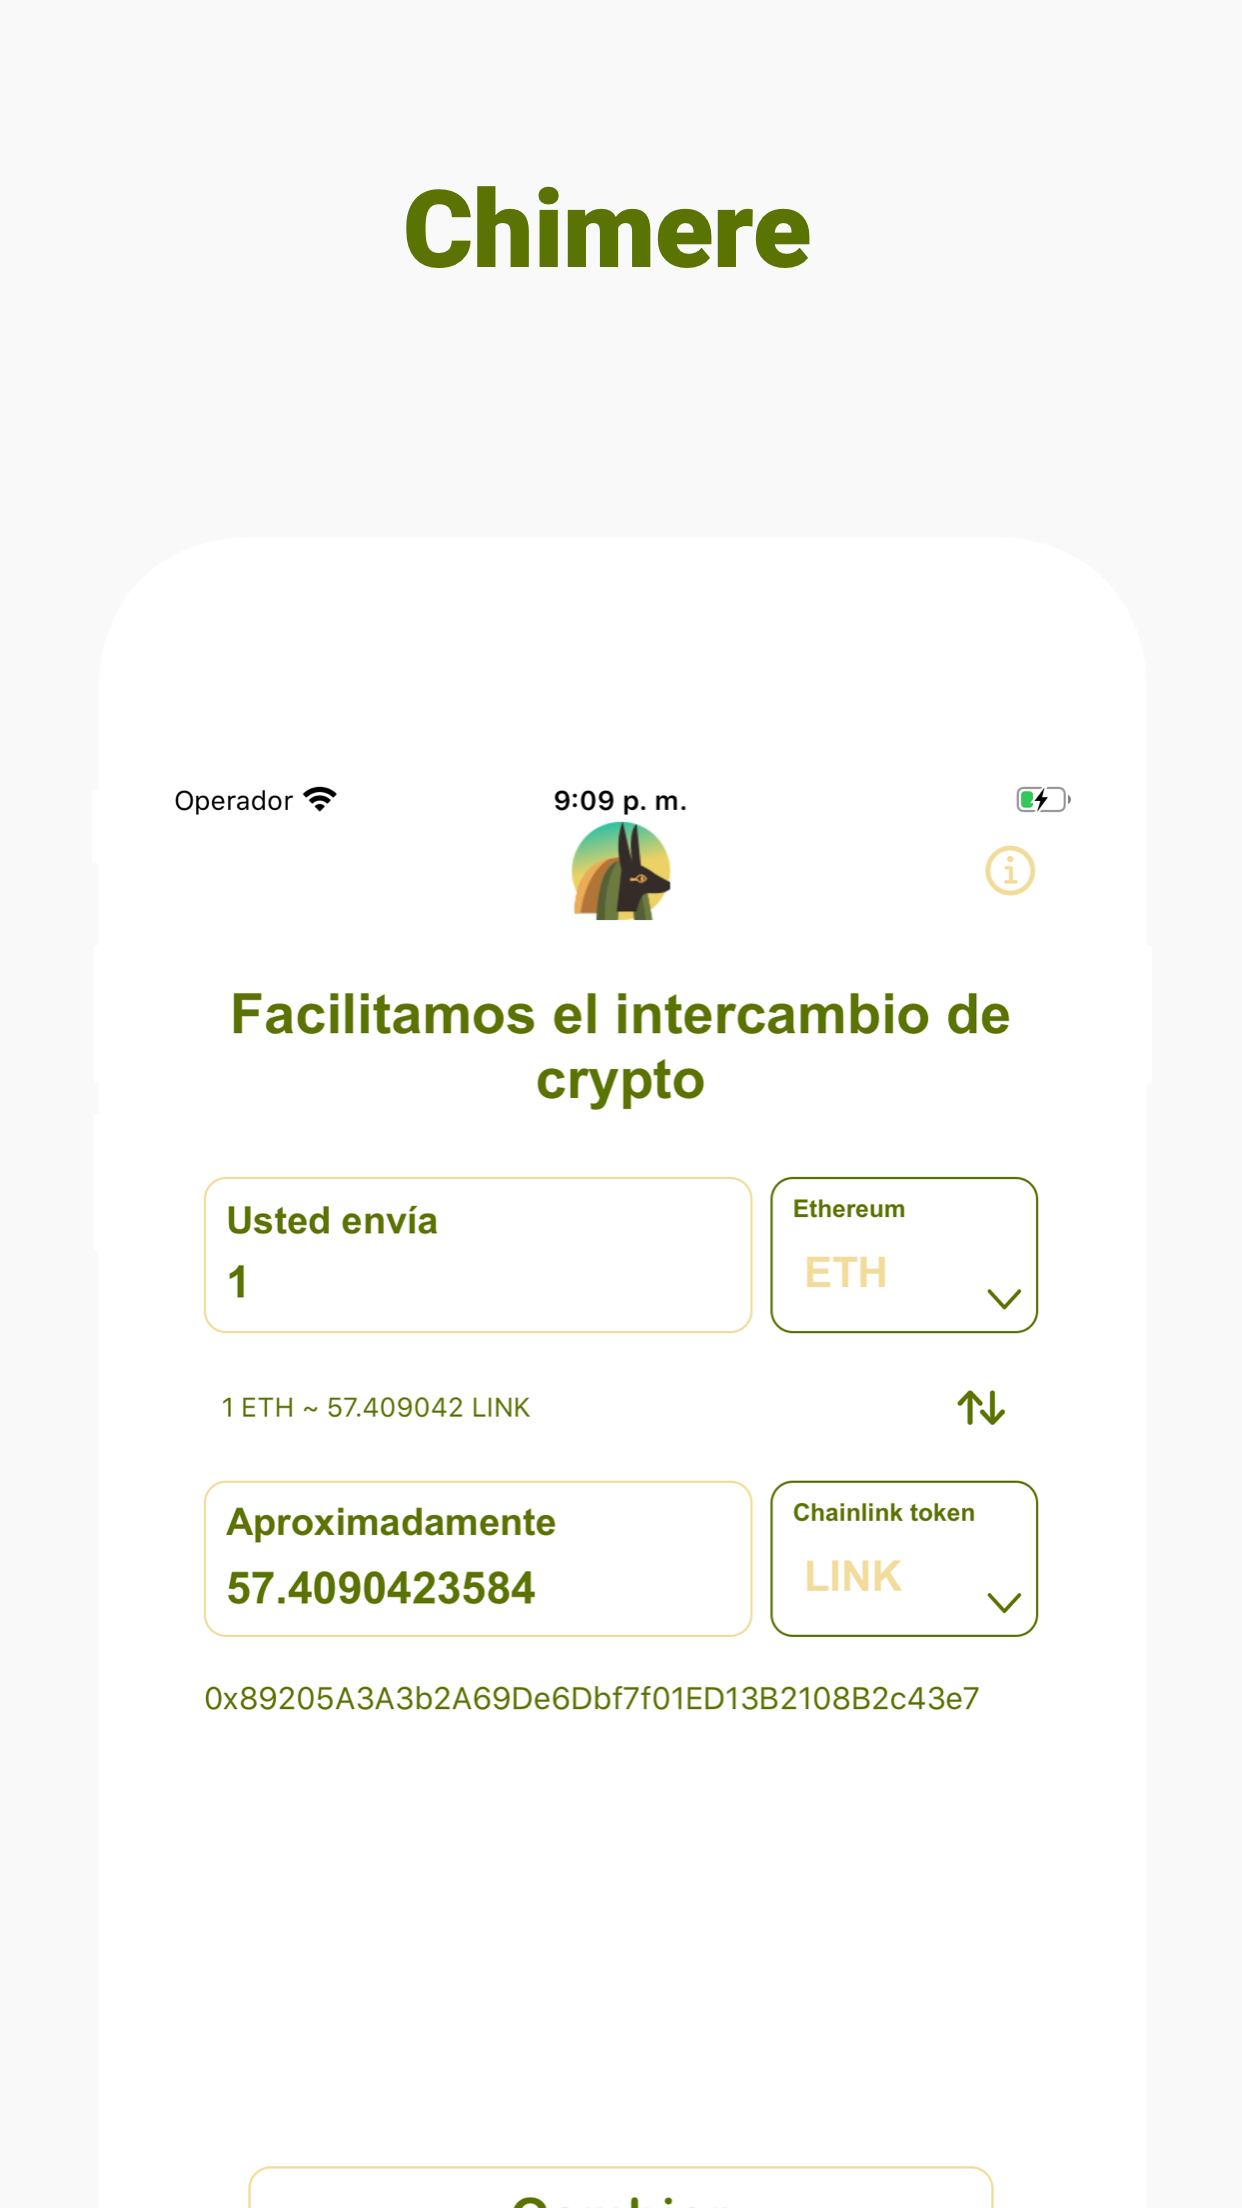 Chimere
Operador
9:09 p. m.
Facilitamos el intercambio de
crypto
Usted envía
1
Ethereum
ETH
1 ETH ~ 57.409042 LINK
Aproximadamente
57.4090423584
Chainlink token
LINK
0x89205A3A3b2A69De6Dbf7f01ED13B2108B2c43e7